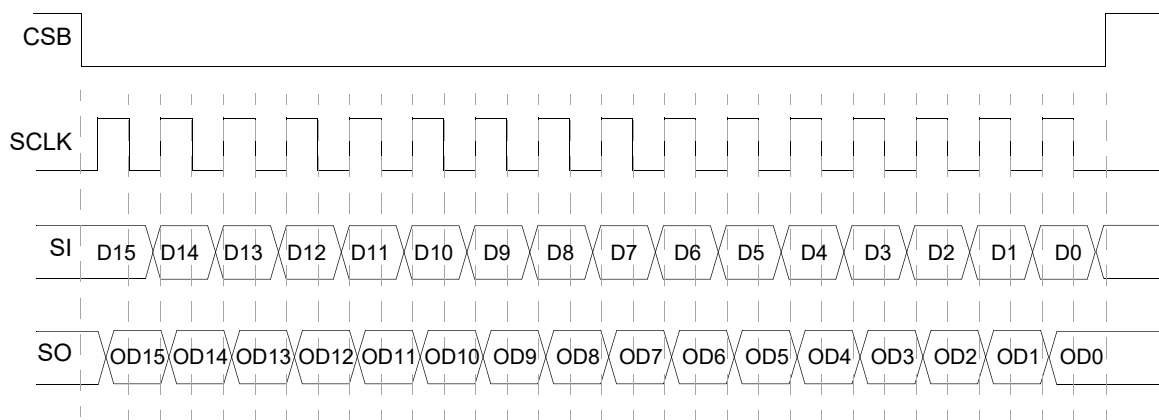 CSB
SCLK
SI D15 D14 D13 D12 D11 D10 D9 D8 D7 D6 D5 D4 D3 D2 D1 D0
SO OD15 OD14 OD13 OD12 OD11 OD10 OD9 OD8 OD7 OD6 OD5 OD4 OD3 OD2 OD1 OD0